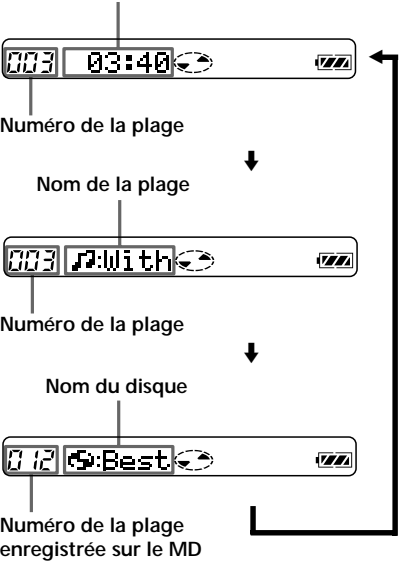 003 03:40
Numéro de la plage
Nom de la plage
003 :With
Numéro de la plage
Nom du disque
012 :Best
Numéro de la plage
enregistrée sur le MD